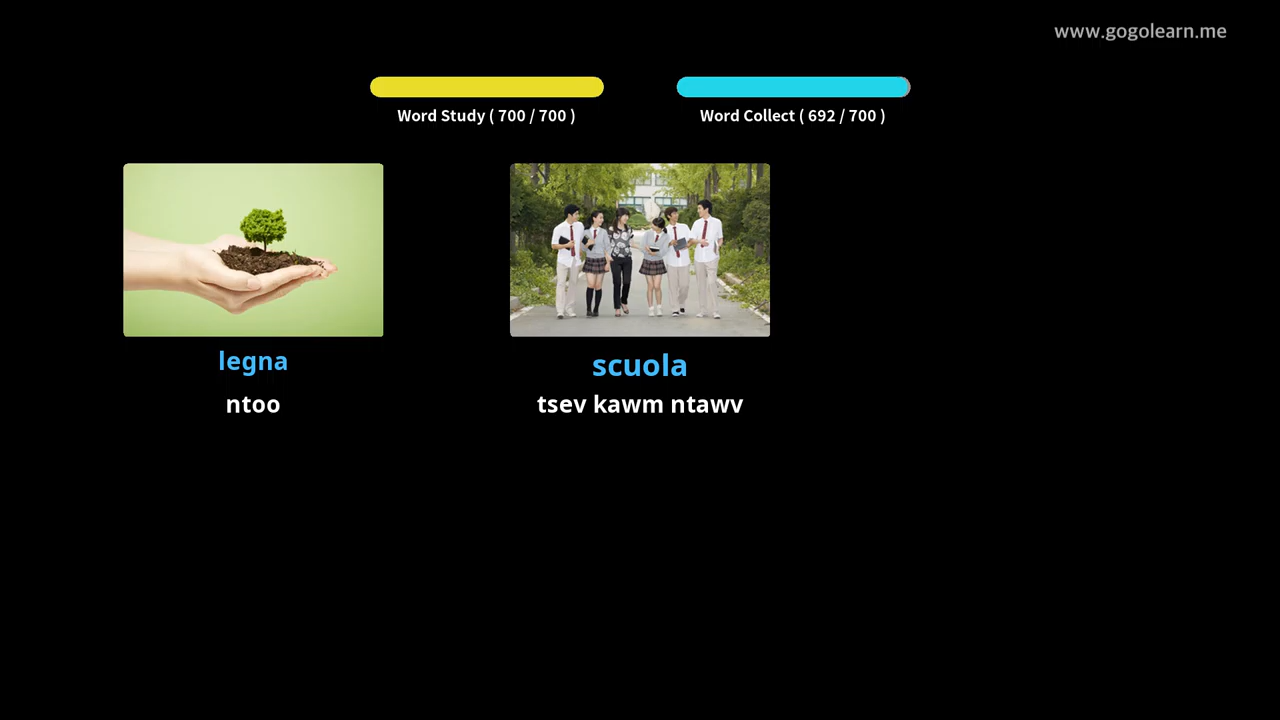 www.gogolearn.me
Word Study ( 700 / 700 )
Word Collect ( 692 / 700 )
legna
ntoo
scuola
tsev kawm ntawv